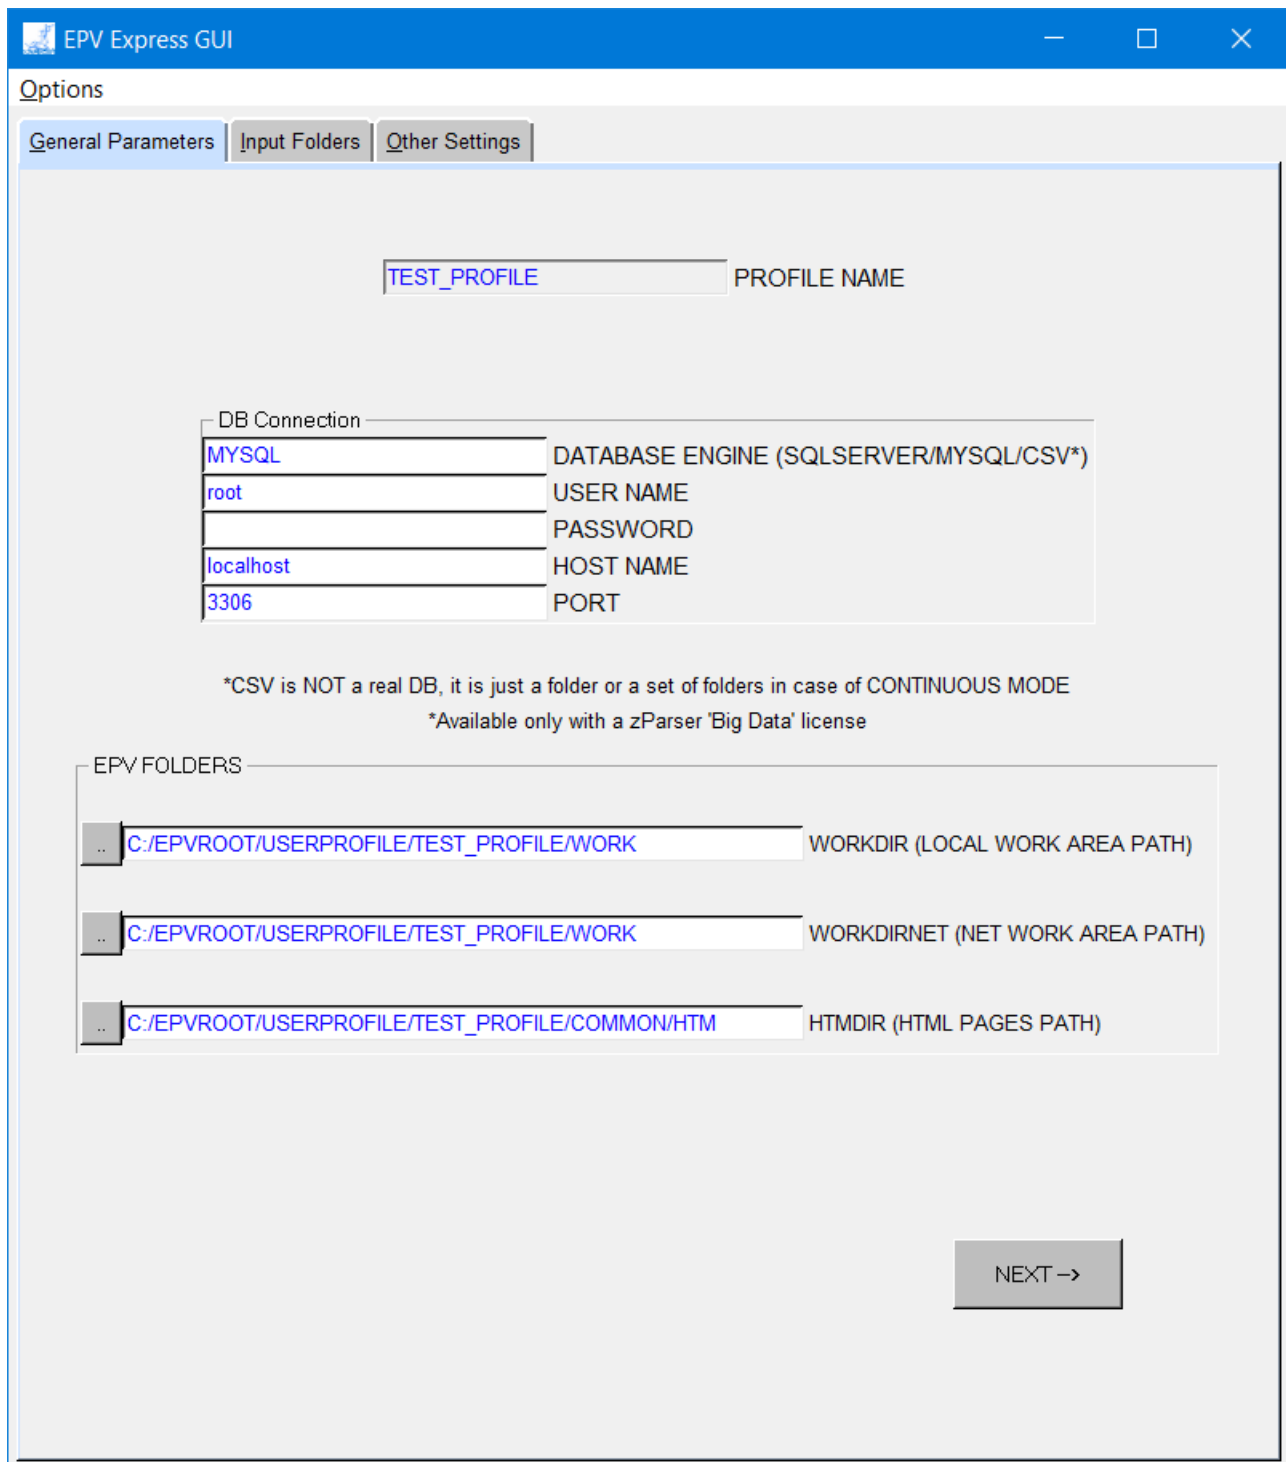 EPV Express GUI
Options
General Parameters Input Folders Other Settings
TEST_PROFILE PROFILE NAME
DB Connection
MYSQL DATABASE ENGINE (SQLSERVER/MYSQL/CSV*)
root USER NAME
PASSWORD
localhost HOST NAME
3306 PORT
*CSV is NOT a real DB, it is just a folder or a set of folders in case of CONTINUOUS MODE
*Available only with a zParser 'Big Data' license
EPV FOLDERS
.. C:/EPVROOT/USERPROFILE/TEST_PROFILE/WORK WORKDIR (LOCAL WORK AREA PATH)
.. C:/EPVROOT/USERPROFILE/TEST_PROFILE/WORK WORKDIRNET (NET WORK AREA PATH)
.. C:/EPVROOT/USERPROFILE/TEST_PROFILE/COMMON/HTM HTMDIR (HTML PAGES PATH)
NEXT -->